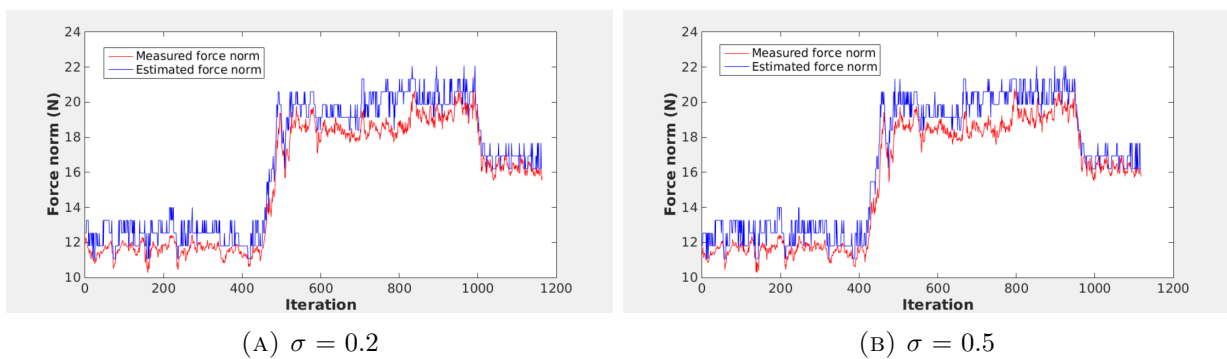 24
22
20
18
16
14
12
10
Force norm (N)
Measured force norm
Estimated force norm
0 200 400 600 800 1000 1200
Iteration
(A) σ = 0.2
24
22
20
18
16
14
12
10
Force norm (N)
Measured force norm
Estimated force norm
0 200 400 600 800 1000 1200
Iteration
(B) σ = 0.5